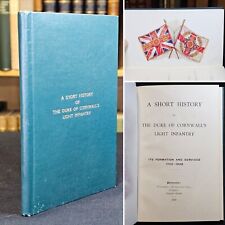 A SHORT HISTORY
OF
THE DUKE OF CORNWALL'S
LIGHT INFANTRY
A SHORT HISTORY
OF
THE DUKE OF CORNWALL'S
LIGHT INFANTRY
ITS FORMATION AND SERVICES